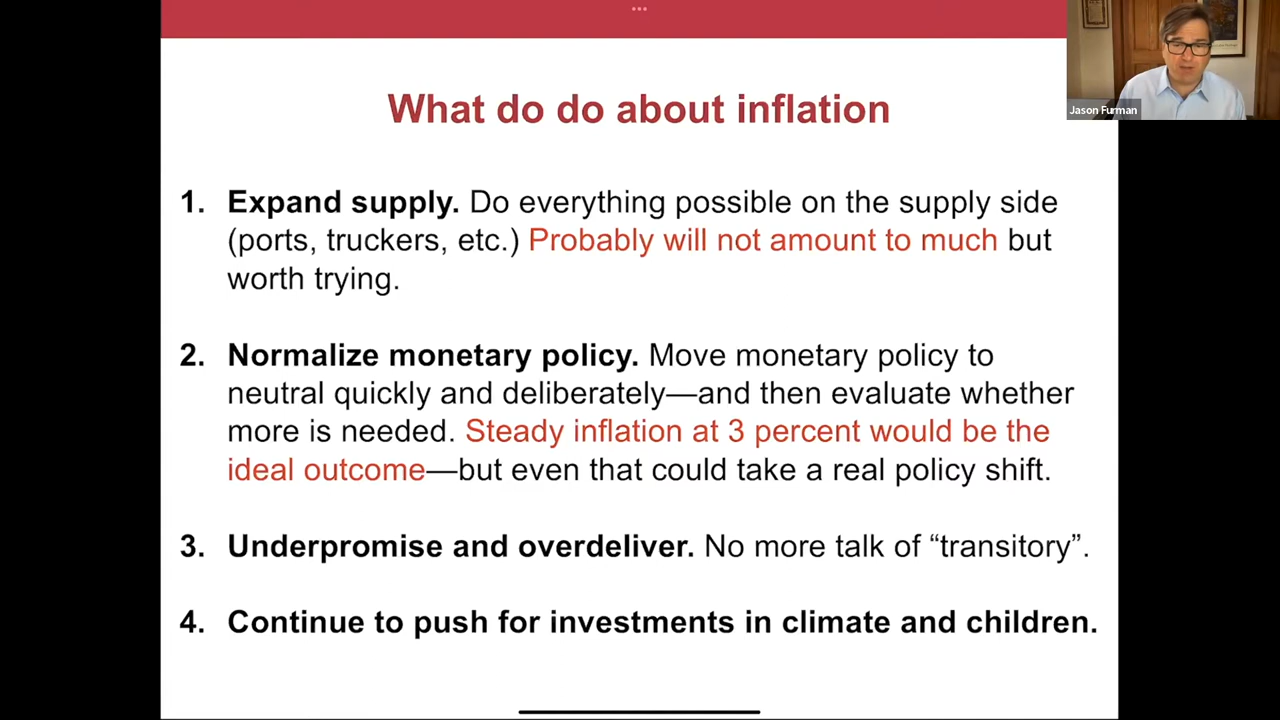 What do do about inflation
Jason Furman
1. Expand supply. Do everything possible on the supply side
(ports, truckers, etc.) Probably will not amount to much but
worth trying.
2. Normalize monetary policy. Move monetary policy to
neutral quickly and deliberately—and then evaluate whether
more is needed. Steady inflation at 3 percent would be the
ideal outcome—but even that could take a real policy shift.
3. Underpromise and overdeliver. No more talk of “transitory”.
4. Continue to push for investments in climate and children.